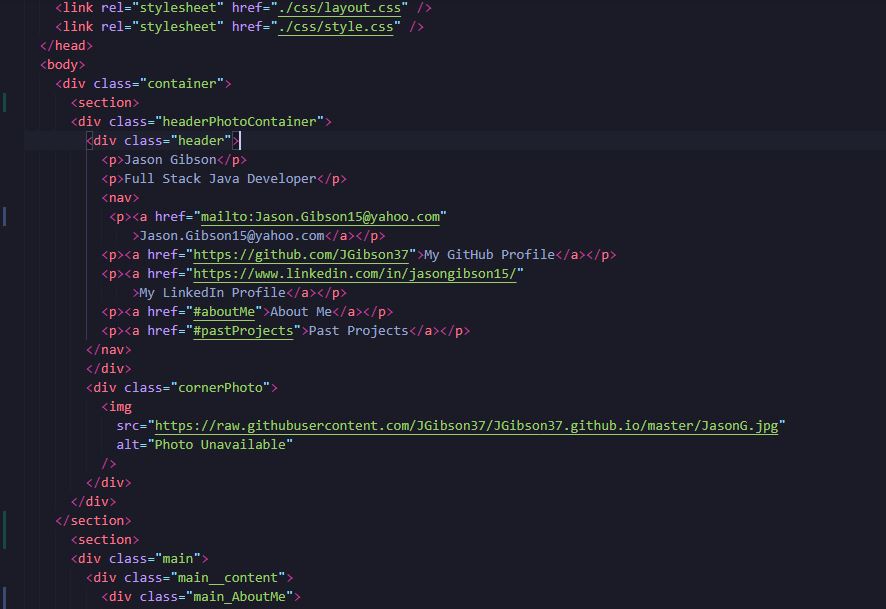 <link rel="stylesheet" href="./css/layout.css" />
<link rel="stylesheet" href="./css/style.css" />
</head>
<body>
<div class="container">
<section>
<div class="headerPhotoContainer">
<div class="header">
<p>Jason Gibson</p>
<p>Full Stack Java Developer</p>
<nav>
<p><a href="mailto:Jason.Gibson15@yahoo.com"
>Jason.Gibson15@yahoo.com</a></p>
<p><a href="https://github.com/JGibson37">My GitHub Profile</a></p>
<p><a href="https://www.linkedin.com/in/jasongibson15/"
>My LinkedIn Profile</a></p>
<p><a href="#aboutMe">About Me</a></p>
<p><a href="#pastProjects">Past Projects</a></p>
</nav>
</div>
<div class="cornerPhoto">
<img
src="https://raw.githubusercontent.com/JGibson37/JGibson37.github.io/master/JasonG.jpg"
alt="Photo Unavailable"
/>
</div>
</div>
</section>
<section>
<div class="main">
<div class="main__content">
<div class="main_AboutMe">